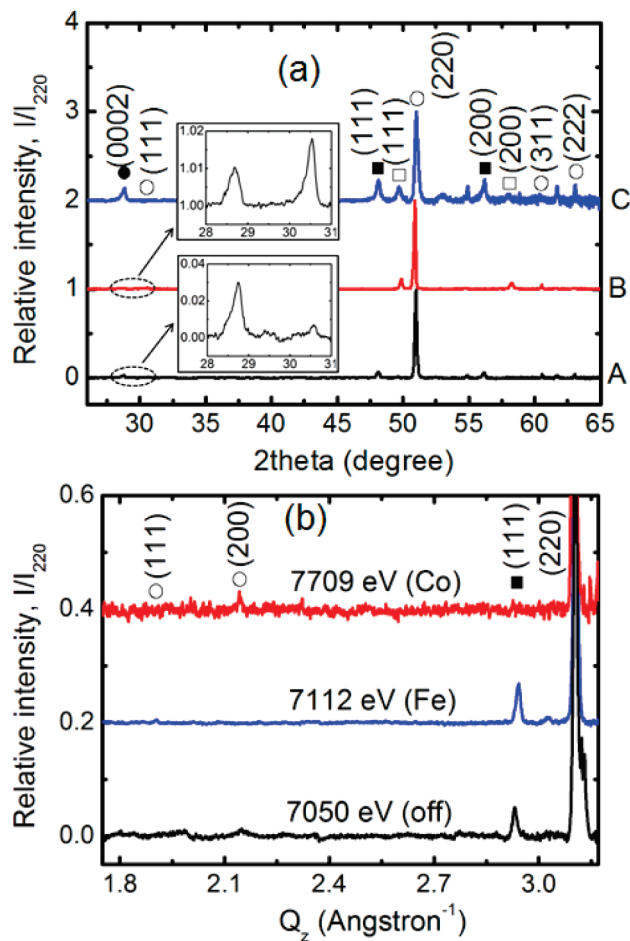 (a)
Relative intensity, I/I220
4
3
2
1
0
● (0002)
○ (111)
■ (111)
□ (111)
○ (220)
■ (200)
□ (200)
○ (311)
○ (222)
1.02
1.01
1.00
28 29 30 31
0.04
0.02
0.00
28 29 30 31
C
B
A
30 35 40 45 50 55 60 65
2theta (degree)
(b)
Relative intensity, I/I220
0.6
0.4
0.2
0.0
○ (111)
○ (200)
■ (111)
(220)
7709 eV (Co)
7112 eV (Fe)
7050 eV (off)
1.8 2.1 2.4 2.7 3.0
Qz (Angstron-1)